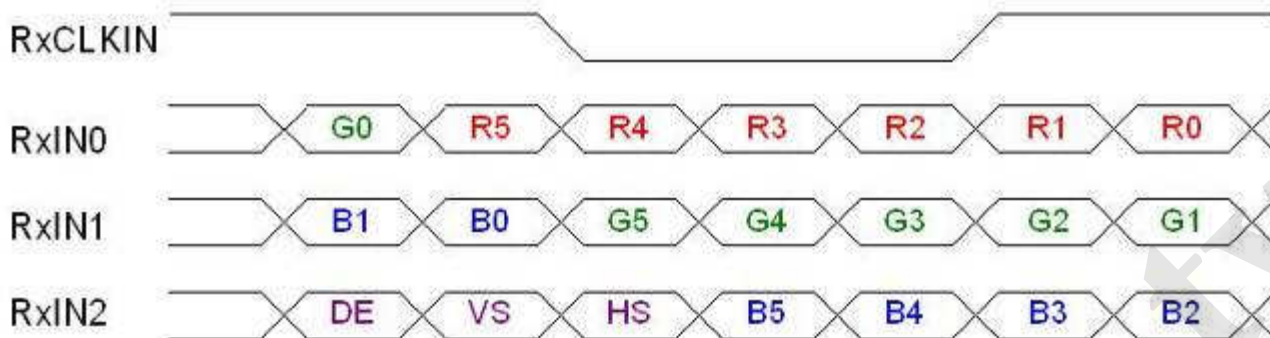 RxCLKIN
RxIN0 G0 R5 R4 R3 R2 R1 R0
RxIN1 B1 B0 G5 G4 G3 G2 G1
RxIN2 DE VS HS B5 B4 B3 B2